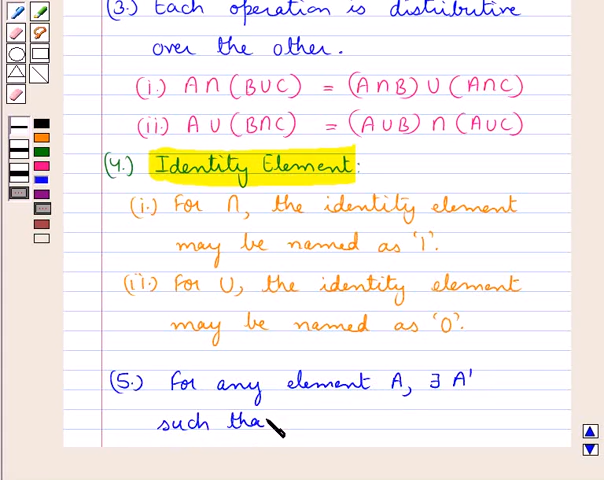 (3.) Each operation is distributive
over the other.
(i.) A∩(B∪C) = (A∩B)∪(A∩C)
(ii.) A∪(B∩C) = (A∪B)∩(A∪C)
(4.) Identity Element:
(i.) For ∩, the identity element
may be named as '1'.
(ii.) For ∪, the identity element
may be named as '0'.
(5.) For any element A, ∃ A'
such tha